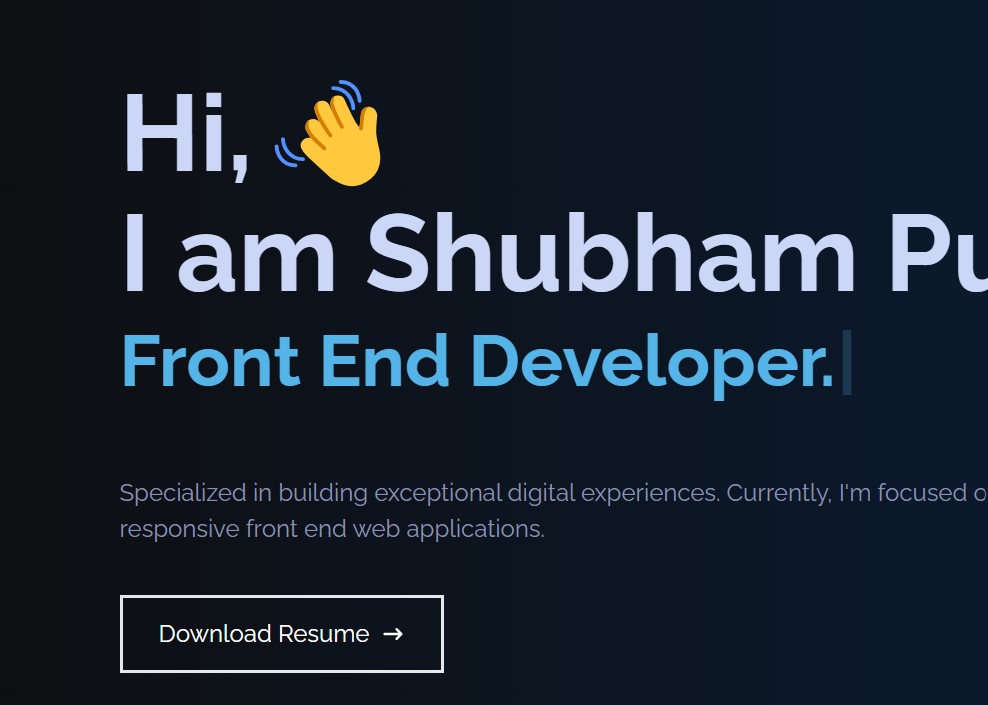 Hi, 👋
I am Shubham
Front End Developer.
Specialized in building exceptional digital experiences. Currently, I'm focused
responsive front end web applications.
Download Resume →